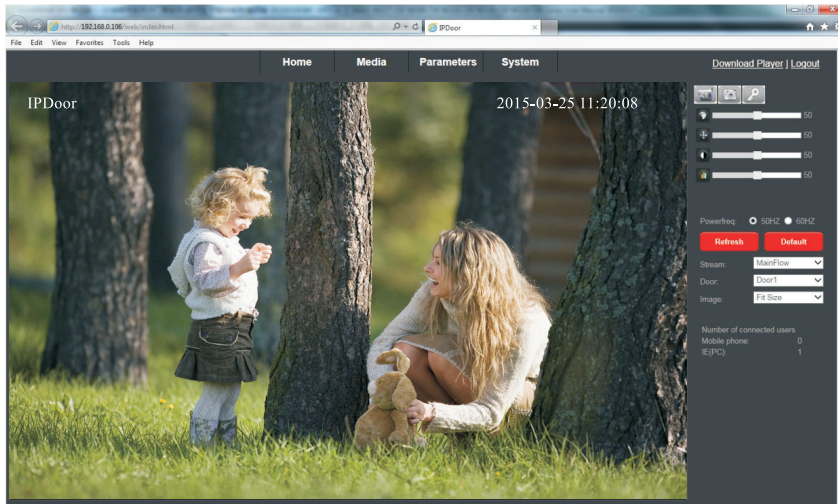 http://192.168.0.106/web/index.html
IPDoor
File Edit View Favorites Tools Help
Home Media Parameters System
Download Player | Logout
IPDoor 2015-03-25 11:20:08
50
50
50
50
Powerfreq: 50HZ 60HZ
Refresh Default
Stream: MainFlow
Door: Door1
Image: Fit Size
Number of connected users
Mobile phone: 0
IE(PC): 1